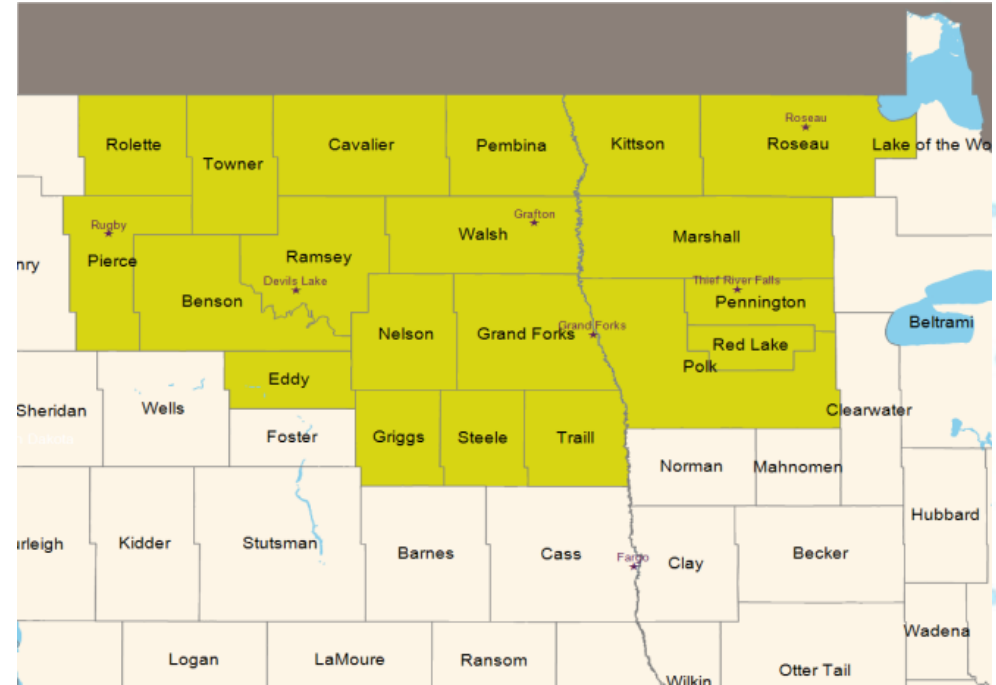 Roseau
Rolette
Cavalier
Pembina
Kittson
Roseau
Lake of the Wo
Towner
Grafton
Rugby
Walsh
Marshall
Ramsey
nry
Pierce
Devils Lake
Thief River Falls
Benson
Pennington
Beltrami
Nelson
Grand Forks
Grand Forks
Red Lake
Polk
Eddy
Sheridan
Wells
Clearwater
Foster
Griggs
Steele
Traill
Norman
Mahnomen
Hubbard
rleigh
Kidder
Stutsman
Barnes
Cass
Fargo
Clay
Becker
Wadena
Logan
LaMoure
Ransom
Otter Tail
Wilkin